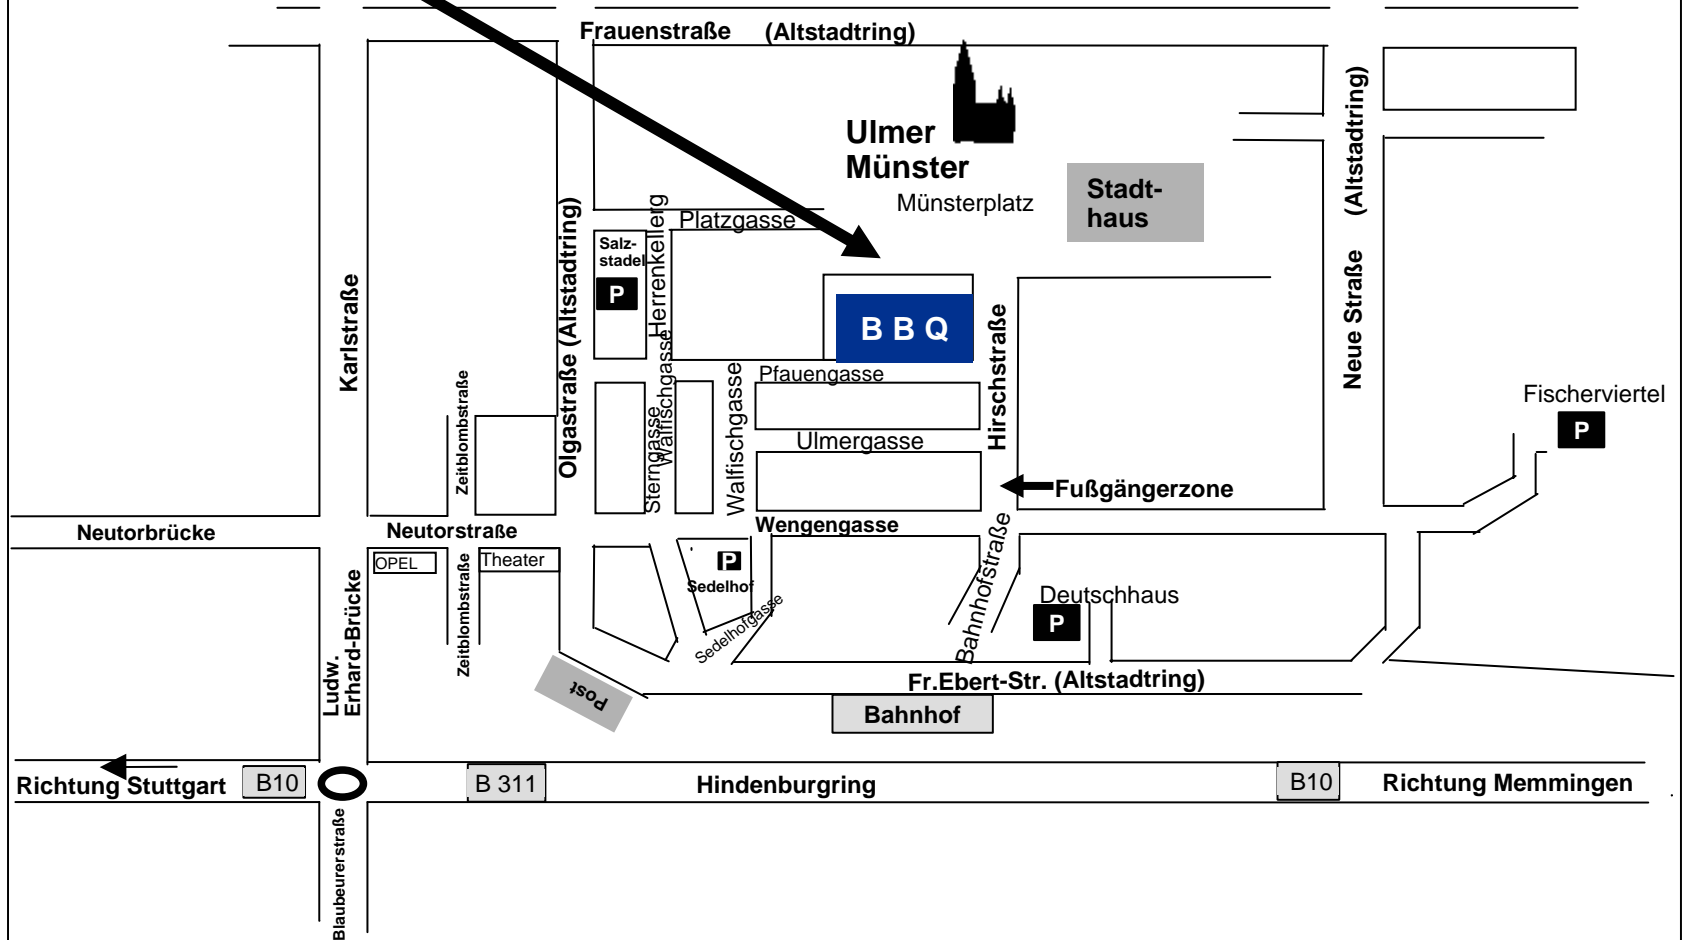 Frauenstraße (Altstadtring)
Ulmer
Münster
Münsterplatz
Stadt-
haus
(Altstadtring)
Neue Straße
Platzgasse
Salz-
stadel
P
Herrenkellerg
Olgastraße (Altstadtring)
Karlstraße
B B Q
Hirschstraße
Pfauengasse
Walfischgasse
Walfischgasse
Sterngasse
Zeitblombstraße
Ulmergasse
Fischerviertel
P
Fußgängerzone
Neutorbrücke
Neutorstraße
Wengengasse
OPEL
Theater
P
Sedelhof
Sedelhofgasse
Bahnhofstraße
Deutschhaus
P
Zeitblombstraße
Ludw.
Erhard-Brücke
Post
Fr.Ebert-Str. (Altstadtring)
Bahnhof
Richtung Stuttgart
B10
B 311
Hindenburgring
B10
Richtung Memmingen
Blaubeurerstraße